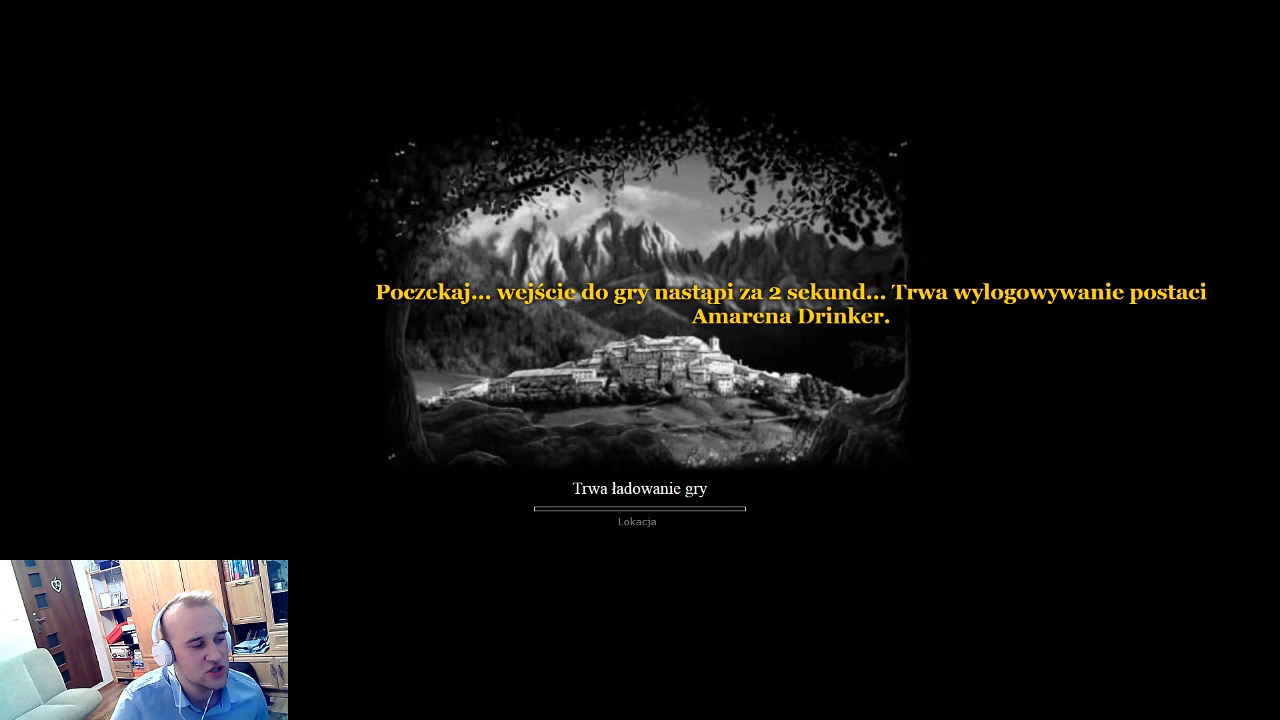 Poczekaj... wejście do gry nastąpi za 2 sekund... Trwa wylogowywanie postaci
Amarena Drinker.
Trwa ładowanie gry
Lokacja